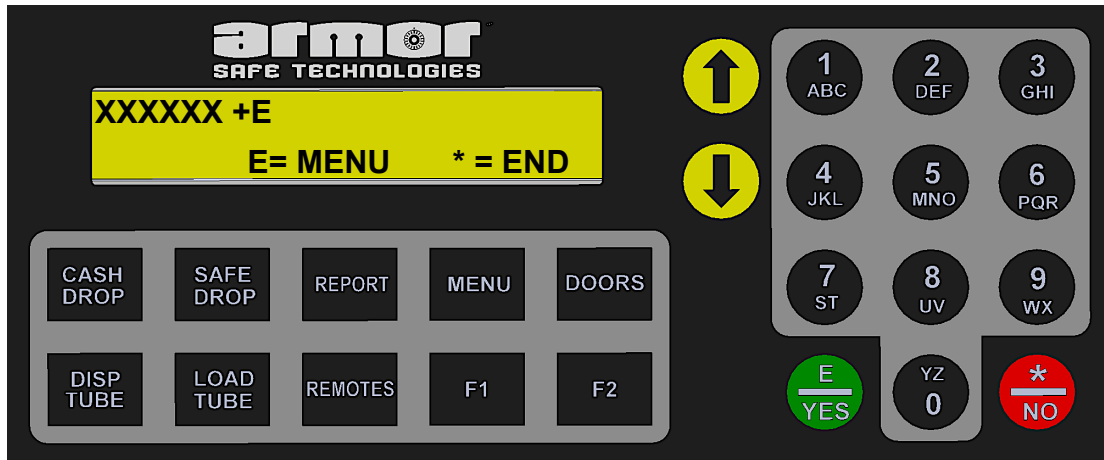 armor
SAFE TECHNOLOGIES
XXXXXX +E
E= MENU * = END
CASH
DROP
SAFE
DROP
REPORT
MENU
DOORS
DISP
TUBE
LOAD
TUBE
REMOTES
F1
F2
1
ABC
2
DEF
3
GHI
4
JKL
5
MNO
6
PQR
7
ST
8
UV
9
WX
E
YES
YZ
0
*
NO